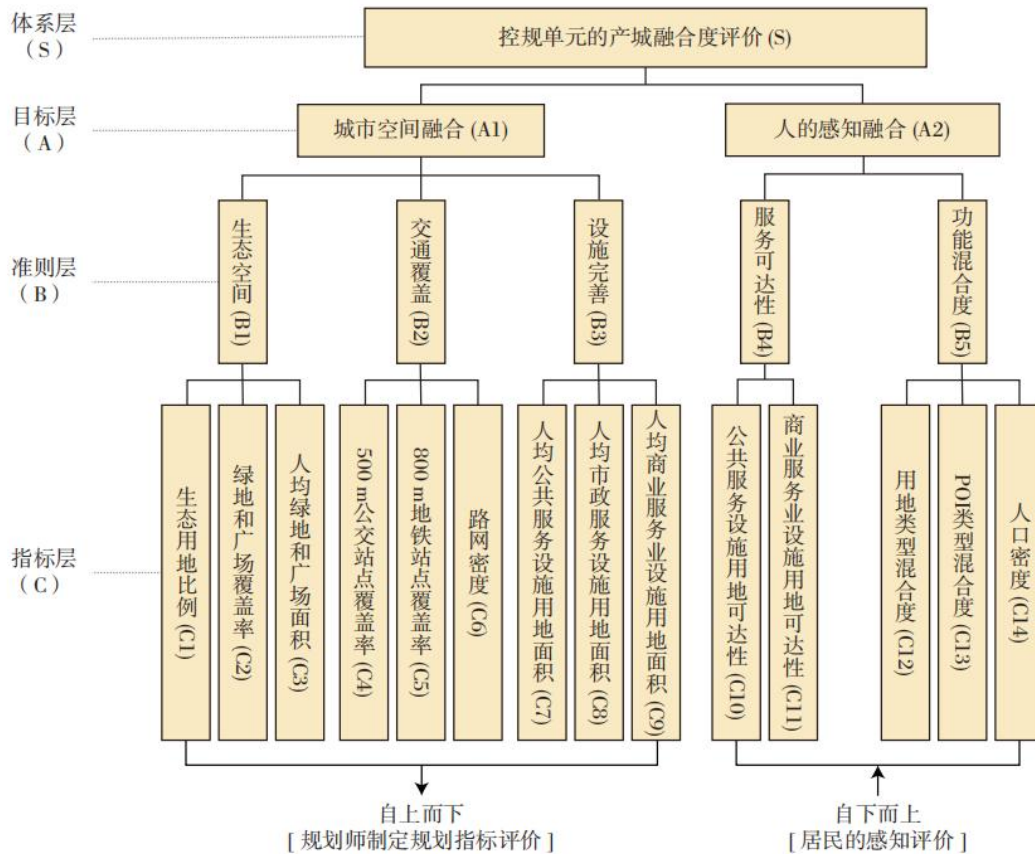 体系层
（S）
控规单元的产城融合度评价 (S)
目标层
（A）
城市空间融合 (A1)
人的感知融合 (A2)
准则层
（B）
生态空间 (B1)
交通覆盖 (B2)
设施完善 (B3)
服务可达性 (B4)
功能混合度 (B5)
指标层
（C）
生态用地比例 (C1)
绿地和广场覆盖率 (C2)
人均绿地和广场面积 (C3)
500 m公交站点覆盖率 (C4)
800 m地铁站点覆盖率 (C5)
路网密度 (C6)
人均公共服务设施用地面积 (C7)
人均市政服务设施用地面积 (C8)
人均商业服务业设施用地面积 (C9)
公共服务设施用地可达性 (C10)
商业服务业设施用地可达性 (C11)
用地类型混合度 (C12)
POI类型混合度 (C13)
人口密度 (C14)
自上而下
[ 规划师制定规划指标评价 ]
自下而上
[ 居民的感知评价 ]